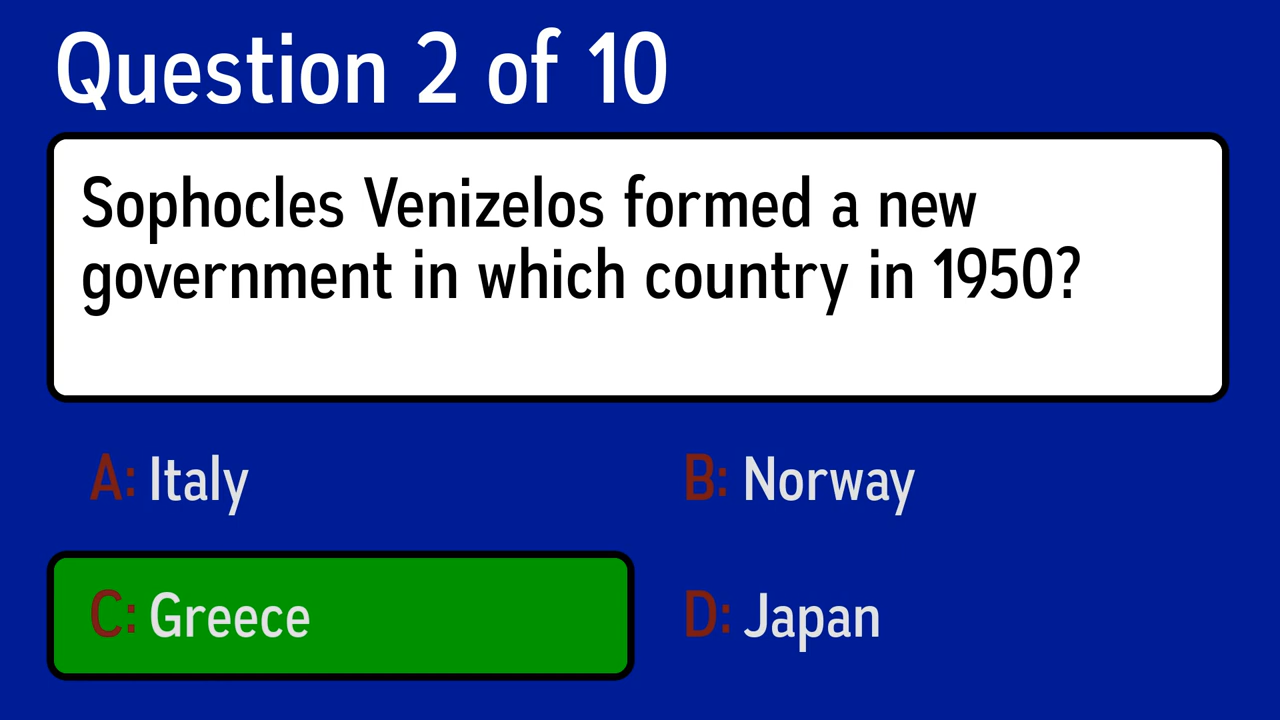 Question 2 of 10
Sophocles Venizelos formed a new
government in which country in 1950?
A: Italy
B: Norway
C: Greece
D: Japan